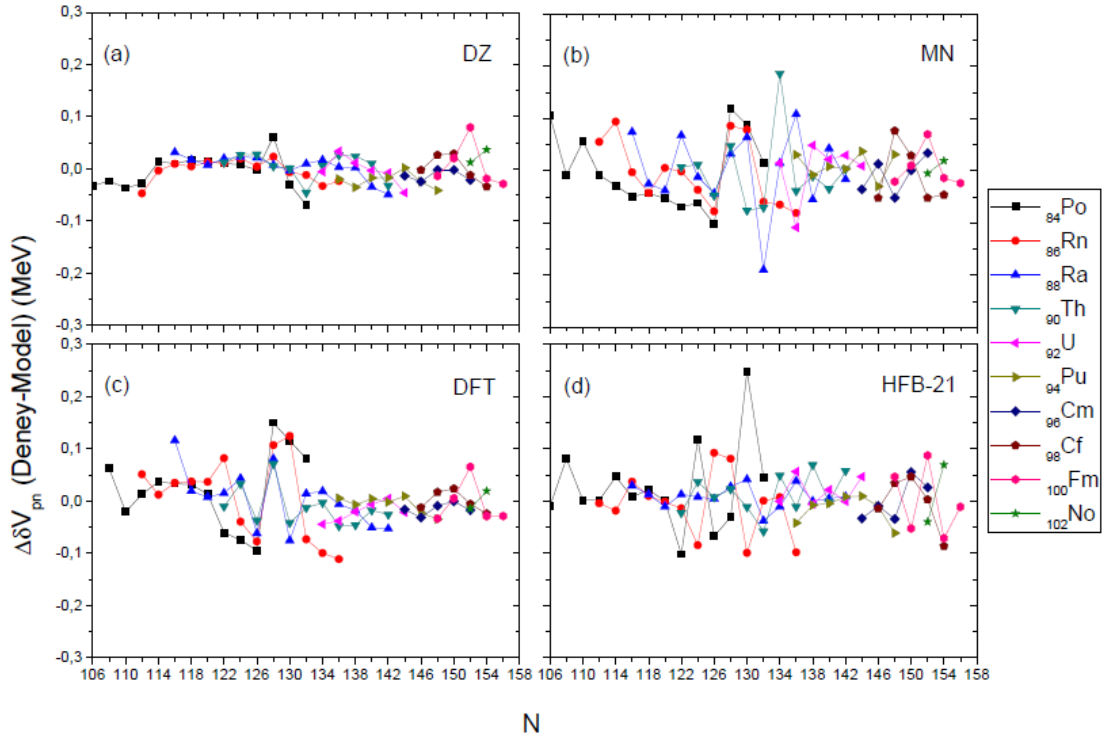 0,3
0,2
0,1
0,0
-0,1
-0,2
-0,3
(a)
DZ
(b)
MN
0,3
0,2
0,1
0,0
-0,1
-0,2
-0,3
(c)
DFT
(d)
HFB-21
106 110 114 118 122 126 130 134 138 142 146 150 154
106 110 114 118 122 126 130 134 138 142 146 150 154 158
ΔδVpn (Deney-Model) (MeV)
N
84Po
86Rn
88Ra
90Th
92U
94Pu
96Cm
98Cf
100Fm
102No